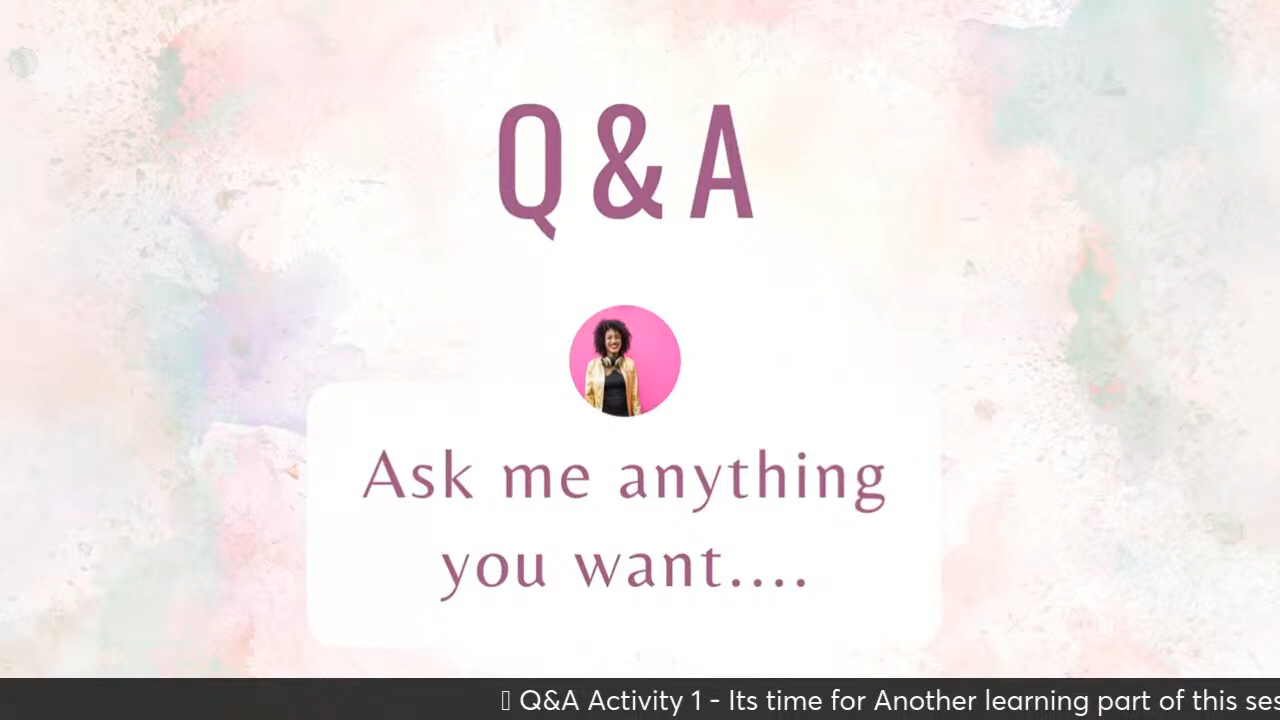 Q&A
Ask me anything
you want....
Q&A Activity 1 - Its time for Another learning part of this ses